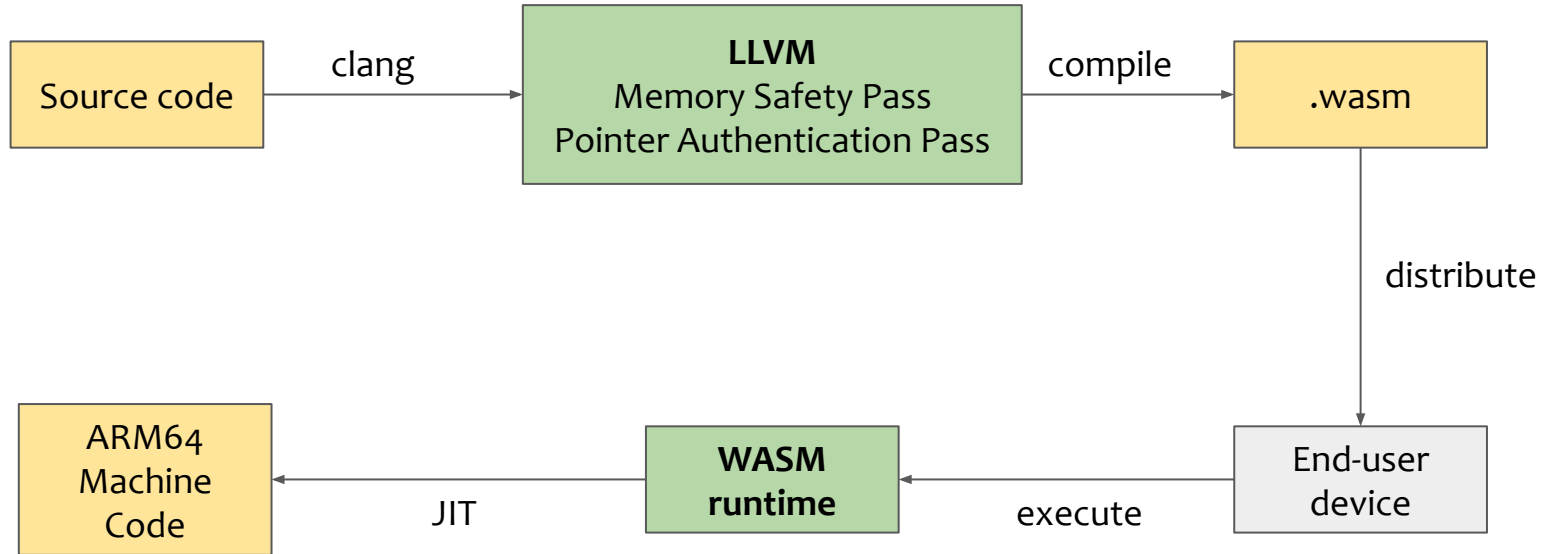 Source code
clang
LLVM
Memory Safety Pass
Pointer Authentication Pass
compile
.wasm
distribute
End-user
device
execute
WASM
runtime
JIT
ARM64
Machine
Code